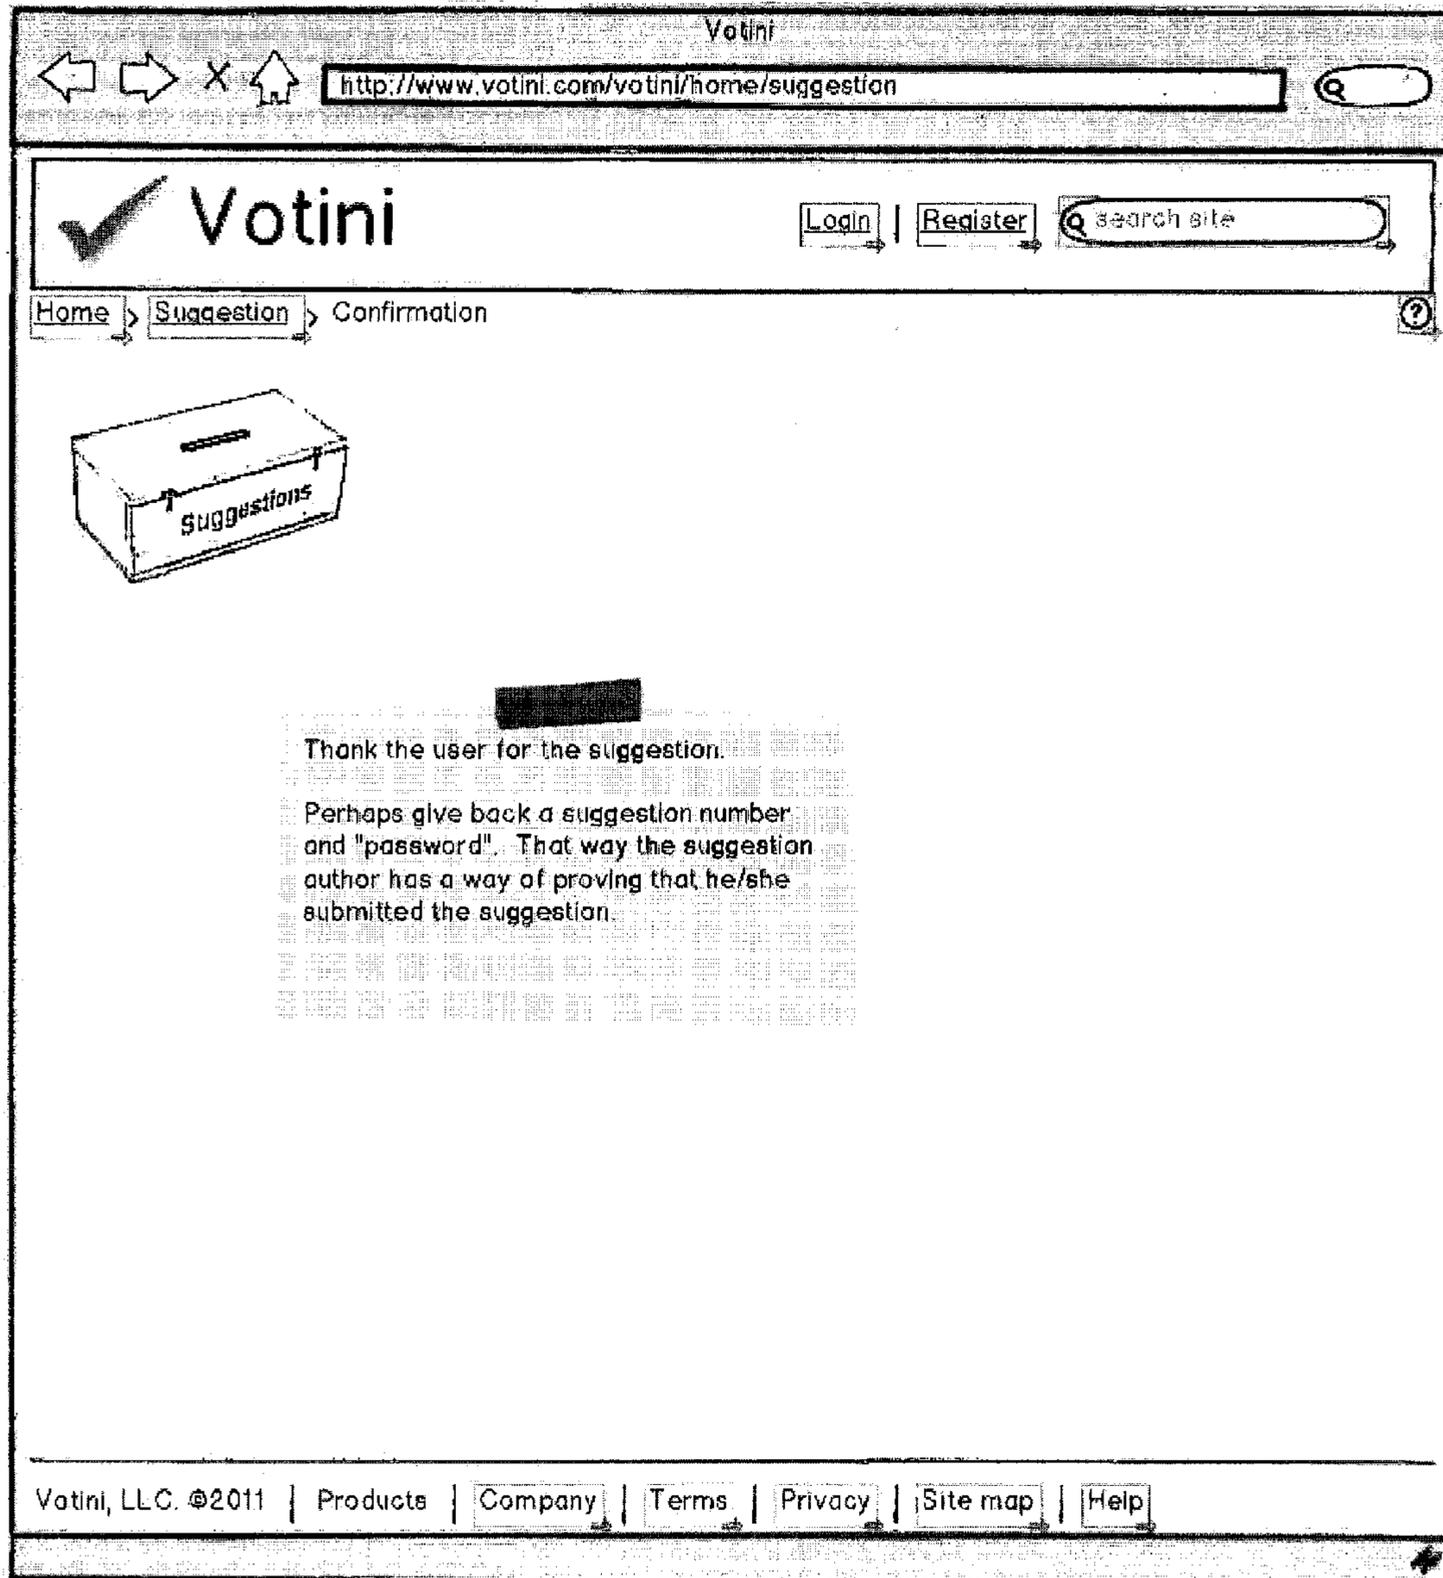 Votini
http://www.votini.com/votini/home/suggestion
Votini
Login | Register search site
Home > Suggestion > Confirmation ?
Suggestions
Thank the user for the suggestion.
Perhaps give back a suggestion number
and "password". That way the suggestion
author has a way of proving that he/she
submitted the suggestion.
Votini, LLC. ©2011 | Products | Company | Terms | Privacy | Site map | Help